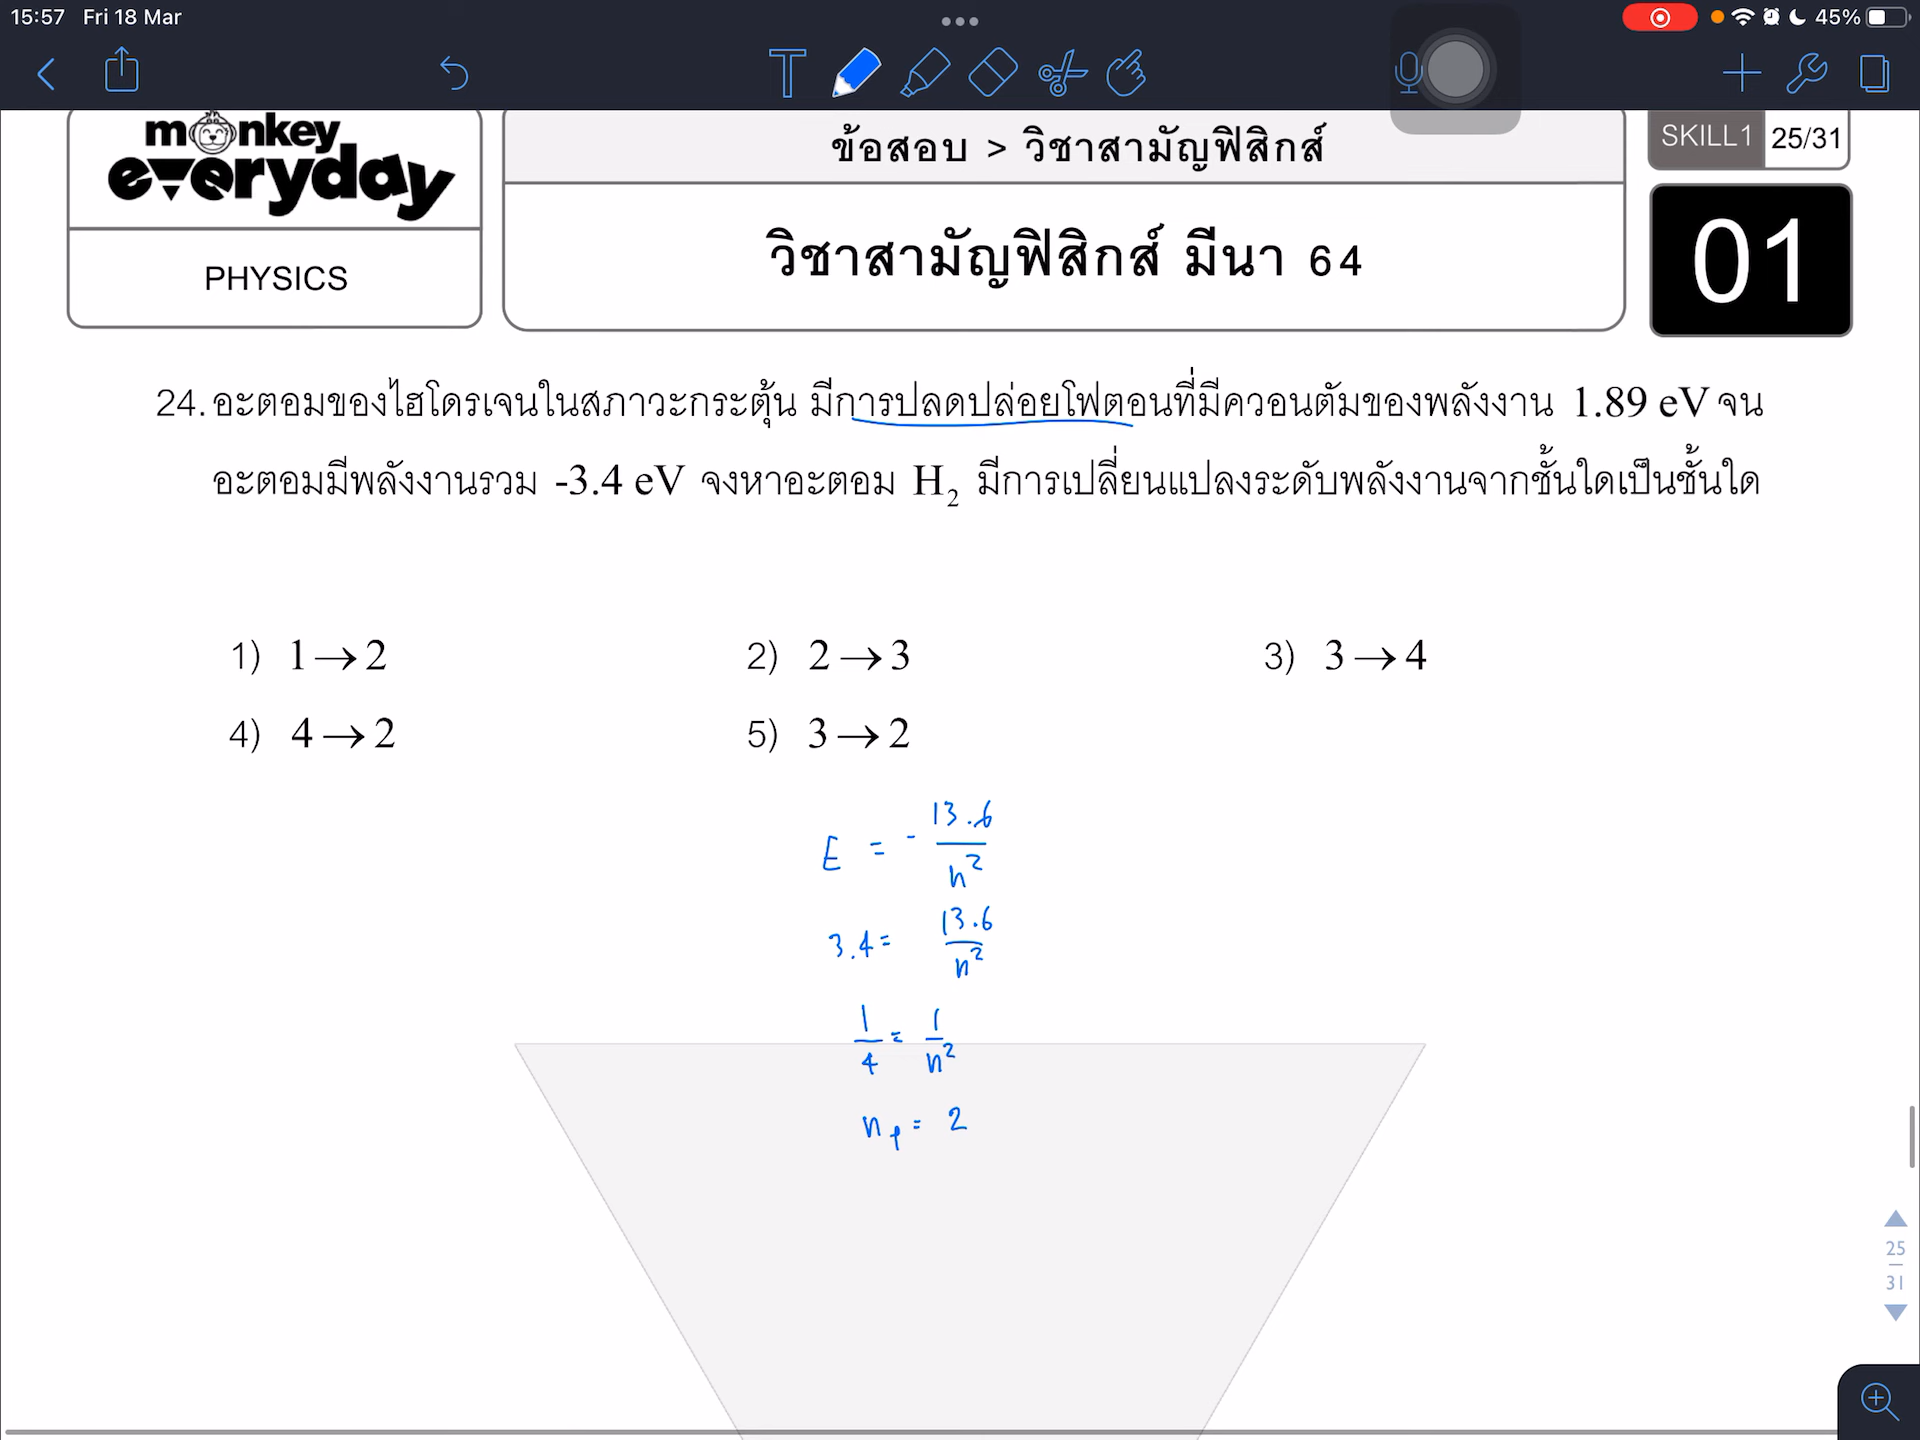 15:57 Fri 18 Mar
45%
monkey
everyday
PHYSICS
ข้อสอบ > วิชาสามัญฟิสิกส์
วิชาสามัญฟิสิกส์ มีนา 64
SKILL1 25/31
01
24. อะตอมของไฮโดรเจนในสภาวะกระตุ้น มีการปลดปล่อยโฟตอนที่มีควอนตัมของพลังงาน 1.89 eV จน
อะตอมมีพลังงานรวม -3.4 eV จงหาอะตอม H₂ มีการเปลี่ยนแปลงระดับพลังงานจากชั้นใดเป็นชั้นใด
1) 1→2 2) 2→3 3) 3→4
4) 4→2 5) 3→2
E = - 13.6/n²
3.4 = 13.6/n²
1/4 = 1/n²
n_f = 2
25
31